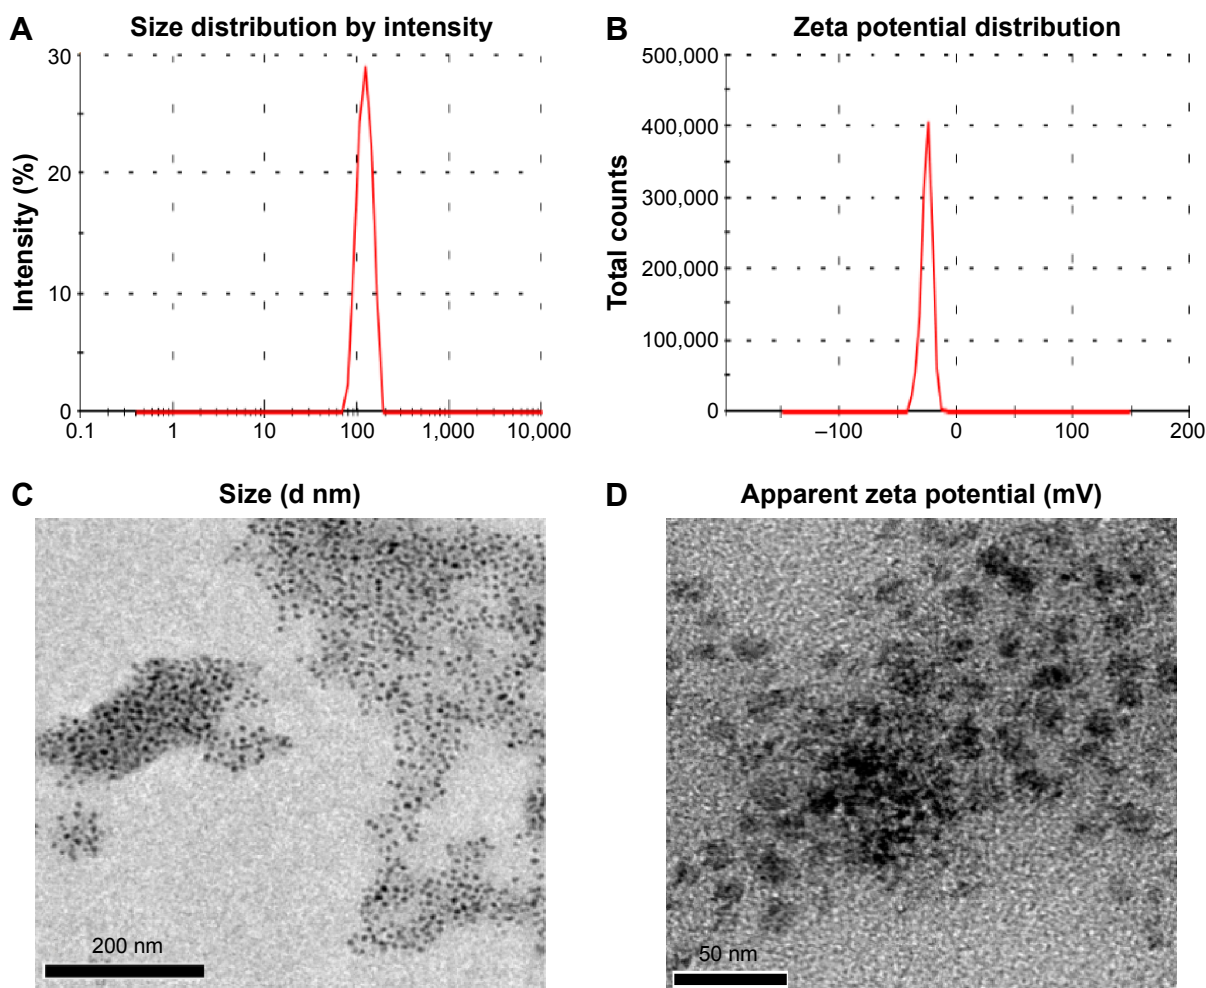 A Size distribution by intensity
Intensity (%)
30
20
10
0
0.1 1 10 100 1,000 10,000
Size (d nm)
B Zeta potential distribution
Total counts
500,000
400,000
300,000
200,000
100,000
0
–100 0 100 200
Apparent zeta potential (mV)
C
200 nm
D
50 nm